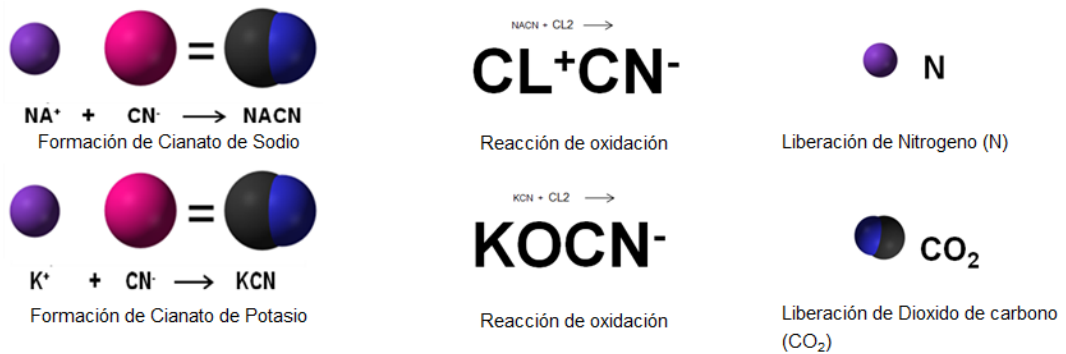 NA⁺ + CN⁻ → NACN
Formación de Cianato de Sodio
NACN + CL2 →
CL⁺CN⁻
Reacción de oxidación
N
Liberación de Nitrogeno (N)
K⁺ + CN⁻ → KCN
Formación de Cianato de Potasio
KCN + CL2 →
KOCN⁻
Reacción de oxidación
CO₂
Liberación de Dioxido de carbono
(CO₂)